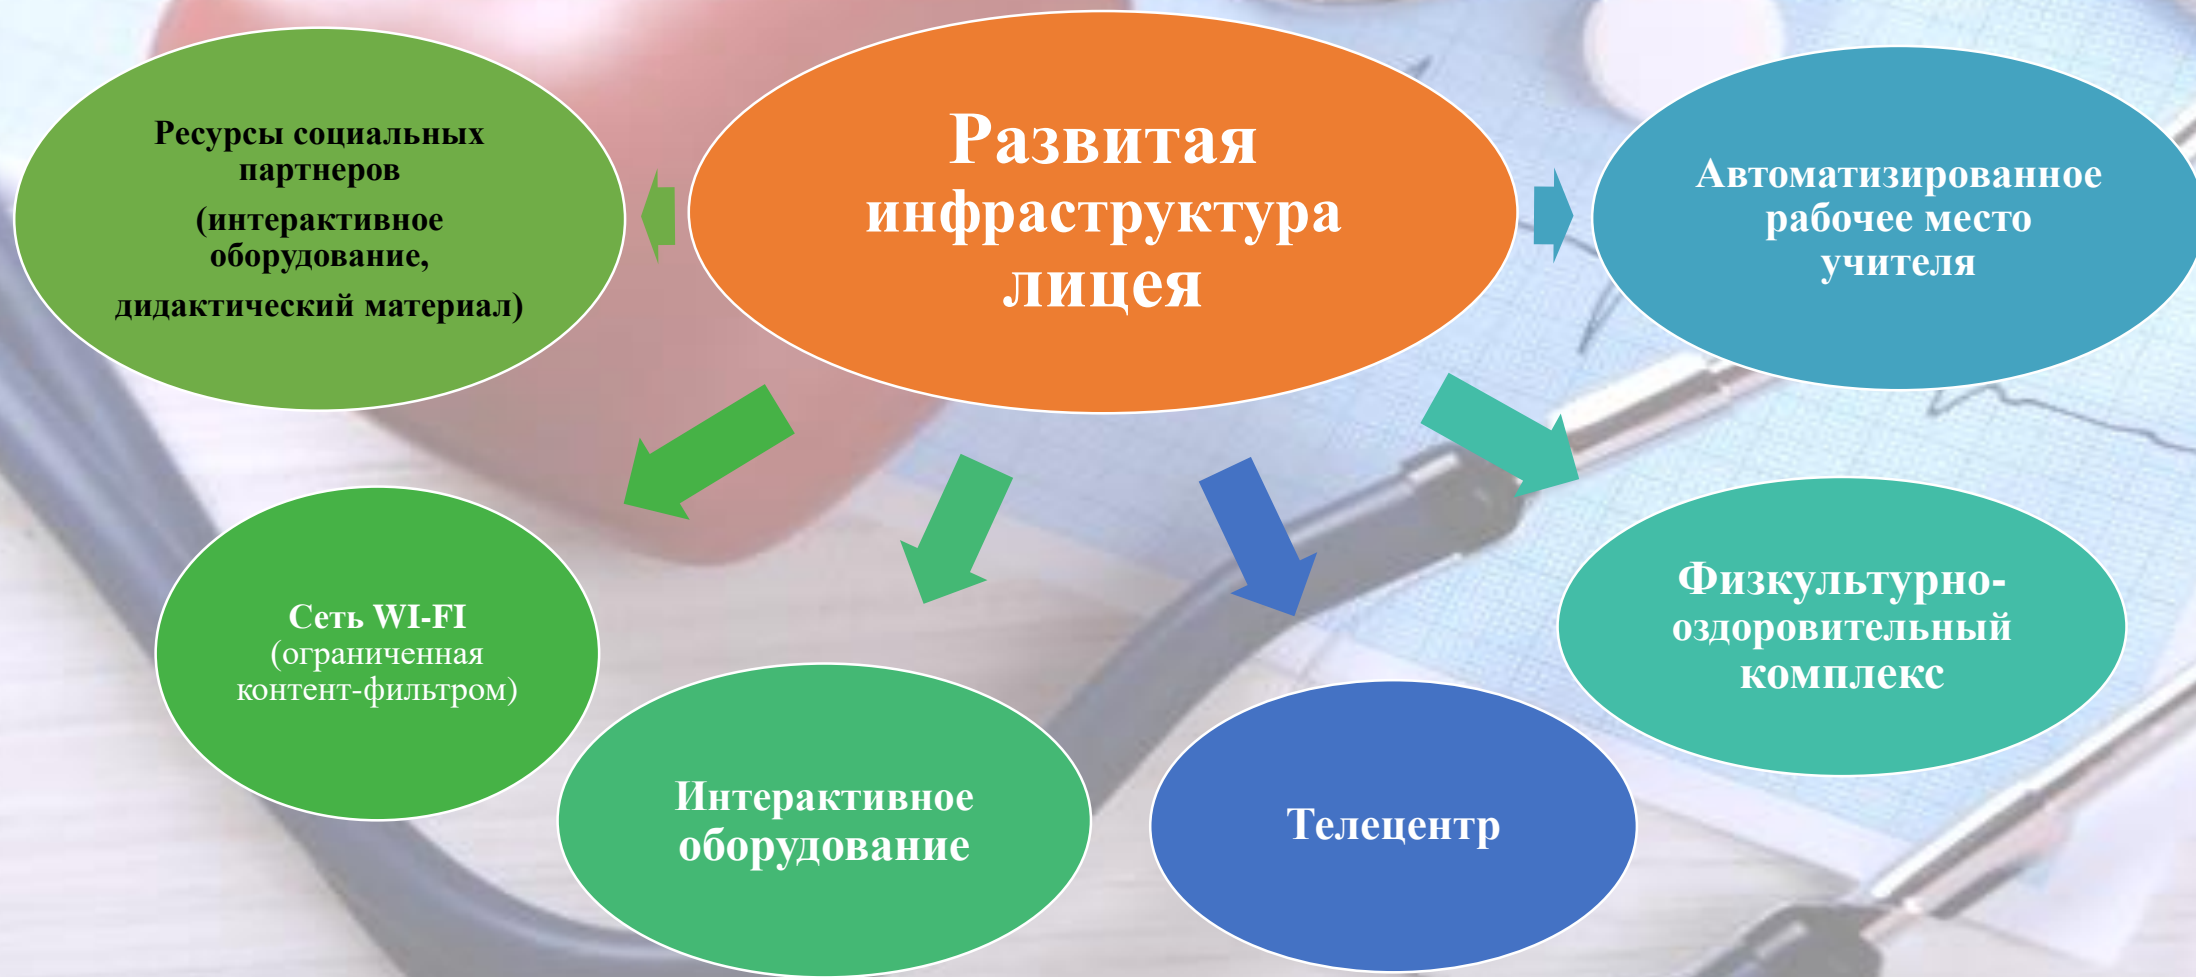 Ресурсы социальных
партнеров
(интерактивное
оборудование,
дидактический материал)
Развитая
инфраструктура
лицея
Автоматизированное
рабочее место
учителя
Сеть WI-FI
(ограниченная
контент-фильтром)
Интерактивное
оборудование
Телецентр
Физкультурно-
оздоровительный
комплекс